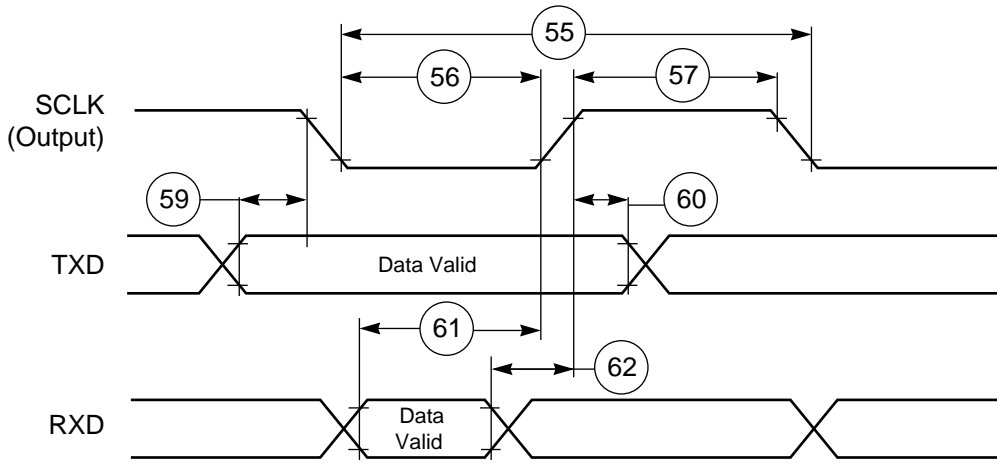 55
56
57
SCLK
(Output)
59
60
TXD
Data Valid
61
62
RXD
Data
Valid